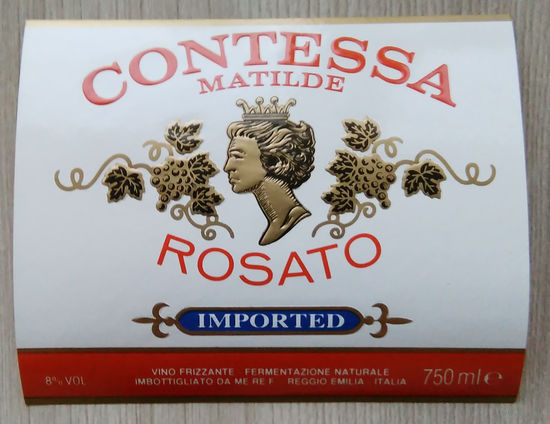 CONTESSA
MATILDE
ROSATO
IMPORTED
8% VOL
VINO FRIZZANTE FERMENTAZIONE NATURALE
IMBOTTIGLIATO DA ME RE F REGGIO EMILIA ITALIA
750 ml e